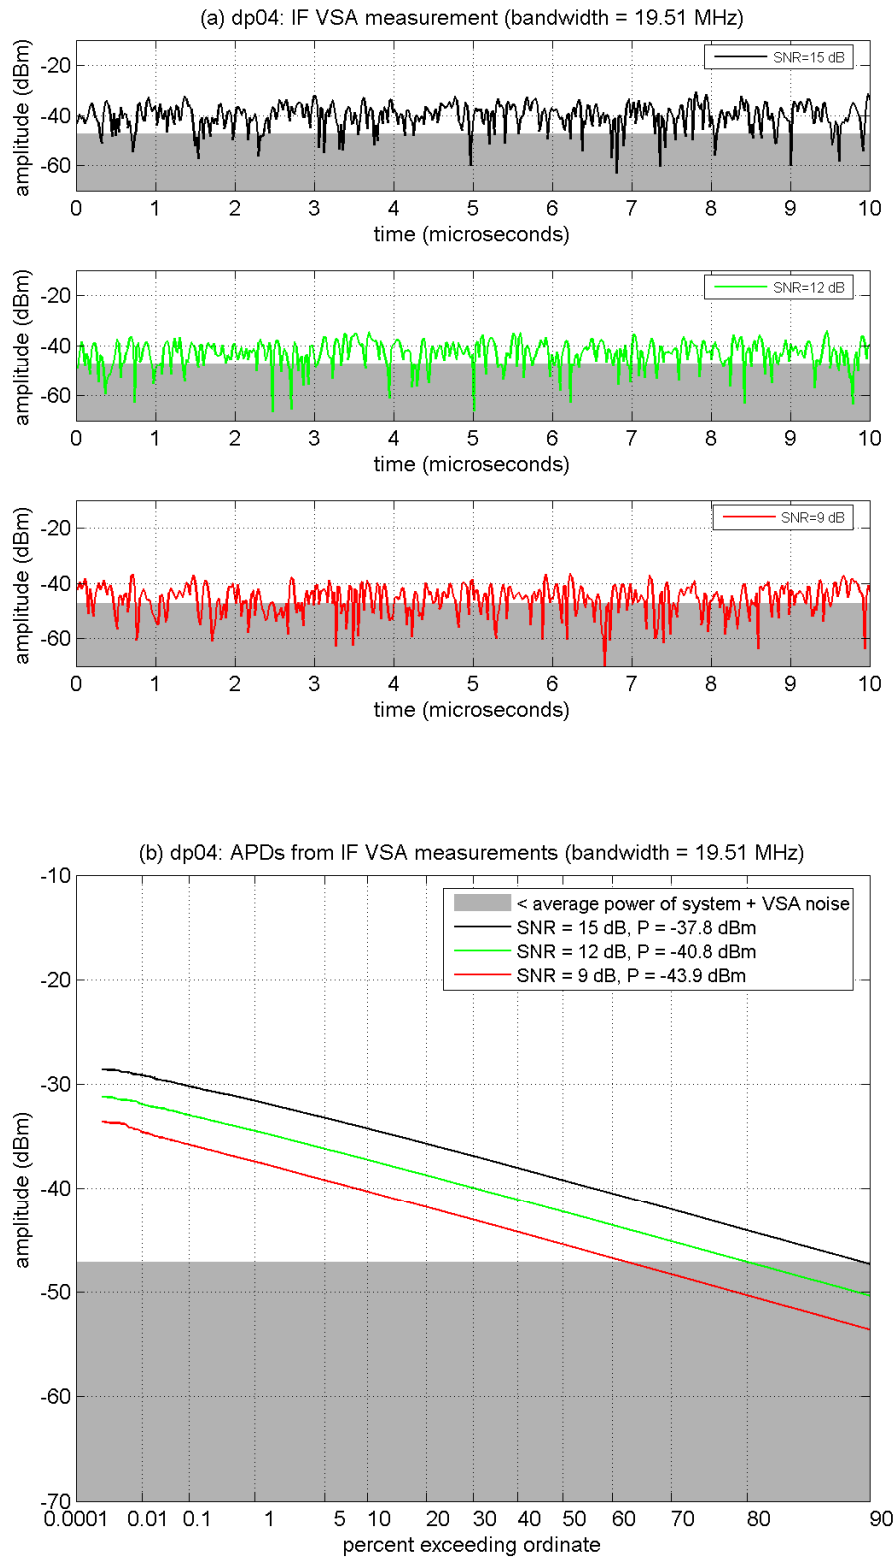 (a) dp04: IF VSA measurement (bandwidth = 19.51 MHz)
amplitude (dBm)
-20
-40
-60
SNR=15 dB
0 1 2 3 4 5 6 7 8 9 10
time (microseconds)
amplitude (dBm)
-20
-40
-60
SNR=12 dB
0 1 2 3 4 5 6 7 8 9 10
time (microseconds)
amplitude (dBm)
-20
-40
-60
SNR=9 dB
0 1 2 3 4 5 6 7 8 9 10
time (microseconds)
(b) dp04: APDs from IF VSA measurements (bandwidth = 19.51 MHz)
amplitude (dBm)
-10
-20
-30
-40
-50
-60
-70
< average power of system + VSA noise
SNR = 15 dB, P = -37.8 dBm
SNR = 12 dB, P = -40.8 dBm
SNR = 9 dB, P = -43.9 dBm
0.0001 0.01 0.1 1 5 10 20 30 40 50 60 70 80 90
percent exceeding ordinate